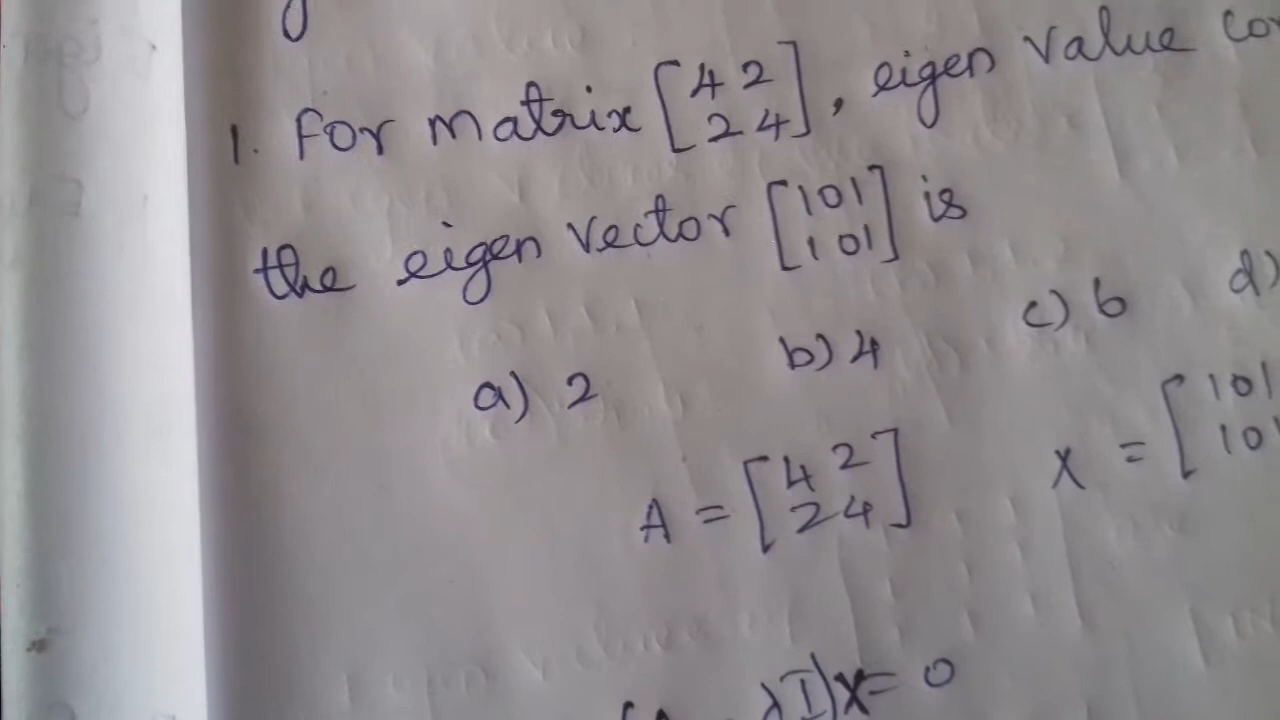 1. For matrix [4 2 2 4], eigen value
the eigen vector [101 101] is
a) 2 b) 4 c) 6 d)
A = [4 2 2 4] X = [101 101
λI)X = 0